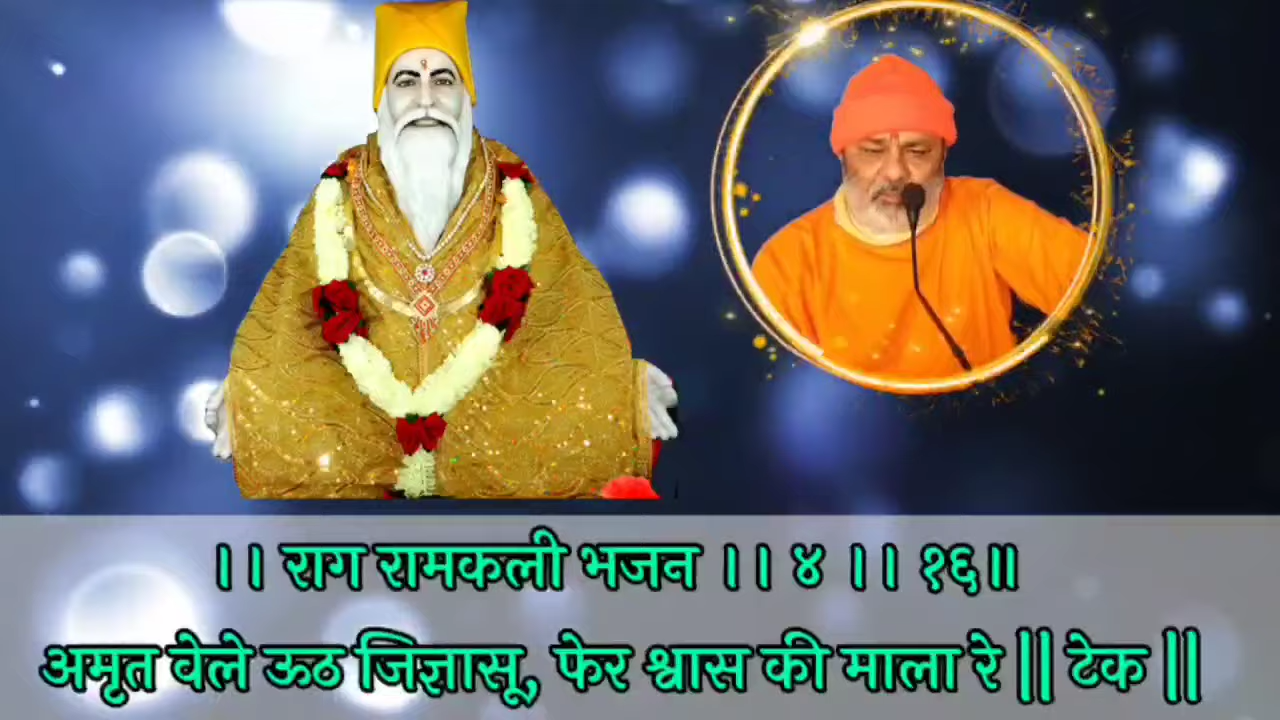 ।। राग रामकली भजन ।। ४ ।। १६॥
अमृत वेले ऊठ जिज्ञासू, फेर श्वास की माला रे || टेक ||